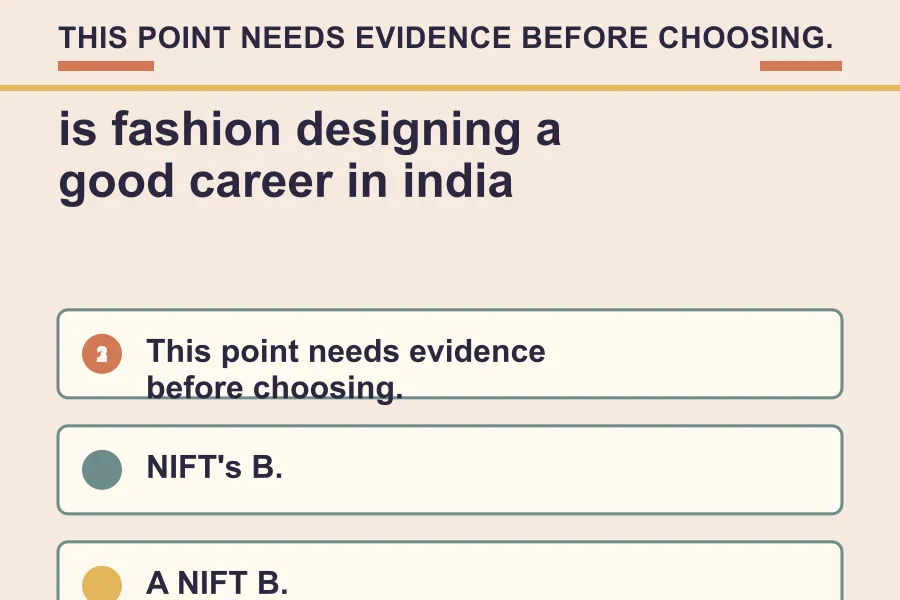 THIS POINT NEEDS EVIDENCE BEFORE CHOOSING.
is fashion designing a
good career in india
This point needs evidence
before choosing.
NIFT's B.
A NIFT B.